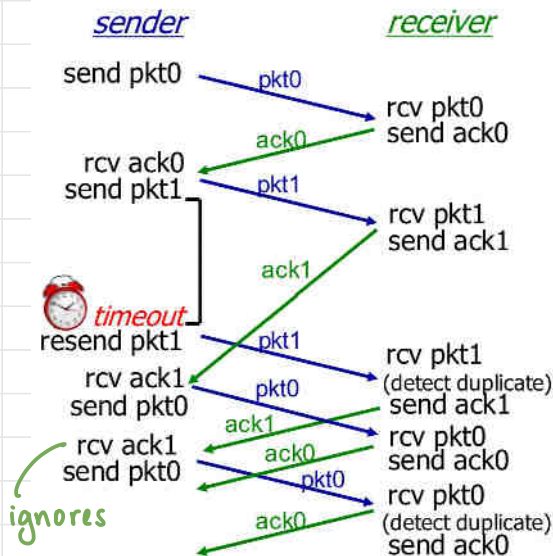 sender
receiver
send pkt0
pkt0
rcv pkt0
send ack0
ack0
rcv ack0
send pkt1
pkt1
rcv pkt1
send ack1
ack1
timeout
resend pkt1
pkt1
rcv pkt1
(detect duplicate)
send ack1
rcv ack1
send pkt0
pkt0
ack1
rcv pkt0
send ack0
rcv ack1
send pkt0
ack0
pkt0
rcv pkt0
(detect duplicate)
send ack0
ignores
ack0